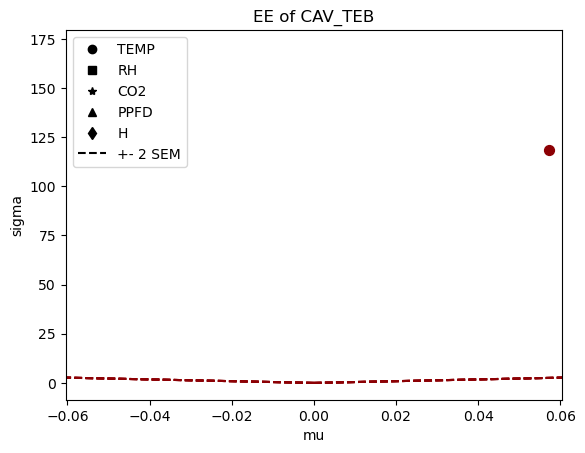 EE of CAV_TEB
175
150
125
100
75
50
25
0
sigma
TEMP
RH
CO2
PPFD
H
+- 2 SEM
−0.06 −0.04 −0.02 0.00 0.02 0.04 0.06
mu